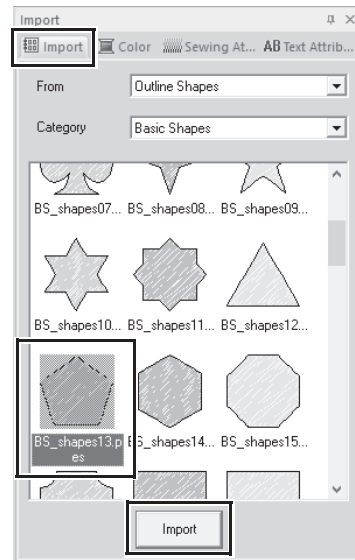 Import
Import Color Sewing At... AB Text Attrib...
From Outline Shapes
Category Basic Shapes
BS_shapes07... BS_shapes08... BS_shapes09...
BS_shapes10... BS_shapes11... BS_shapes12...
BS_shapes13.p BS_shapes14... BS_shapes15...
es
Import